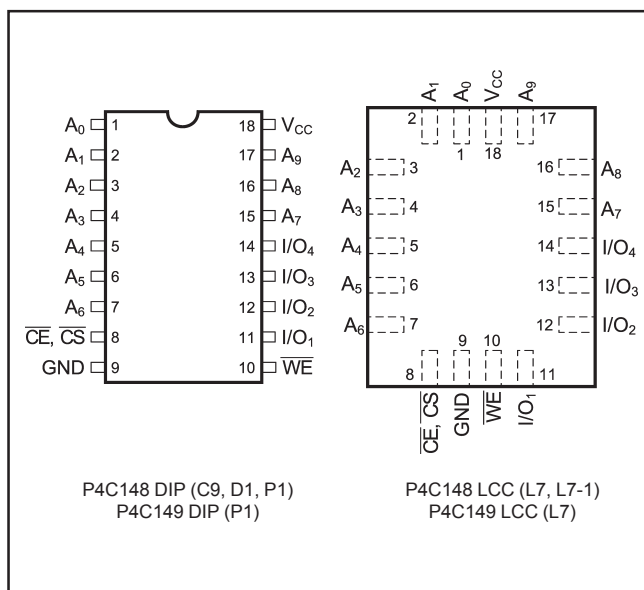 A0 1 18 VCC
A1 2 17 A9
A2 3 16 A8
A3 4 15 A7
A4 5 14 I/O4
A5 6 13 I/O3
A6 7 12 I/O2
CE, CS 8 11 I/O1
GND 9 10 WE
P4C148 DIP (C9, D1, P1)
P4C149 DIP (P1)
A1 A0 VCC A9
2 1 18 17
A2 3 16 A8
A3 4 15 A7
A4 5 14 I/O4
A5 6 13 I/O3
A6 7 12 I/O2
8 9 10 11
CE, CS GND WE I/O1
P4C148 LCC (L7, L7-1)
P4C149 LCC (L7)